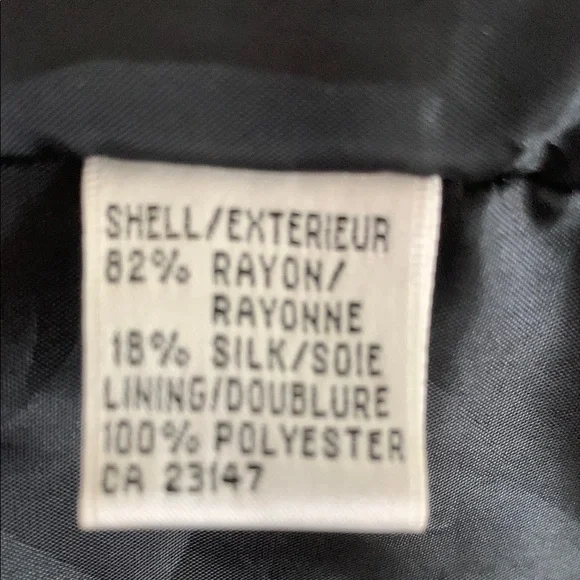 SHELL/EXTERIEUR
82% RAYON/
RAYONNE
18% SILK/SOIE
LINING/DOUBLURE
100% POLYESTER
CA 23147